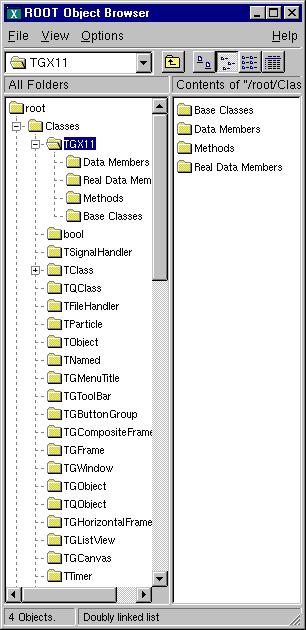 ROOT Object Browser
File View Options Help
TGX11
All Folders
Contents of "/root/Clas
root
Classes
TGX11
Data Members
Real Data Mem
Methods
Base Classes
bool
TSignalHandler
TClass
TQClass
TFileHandler
TParticle
TObject
TNamed
TGMenuTitle
TGToolBar
TGButtonGroup
TGCompositeFrame
TGFrame
TGWindow
TGObject
TQObject
TGHorizontalFrame
TGListView
TGCanvas
TTimer
Base Classes
Data Members
Methods
Real Data Members
4 Objects.
Doubly linked list